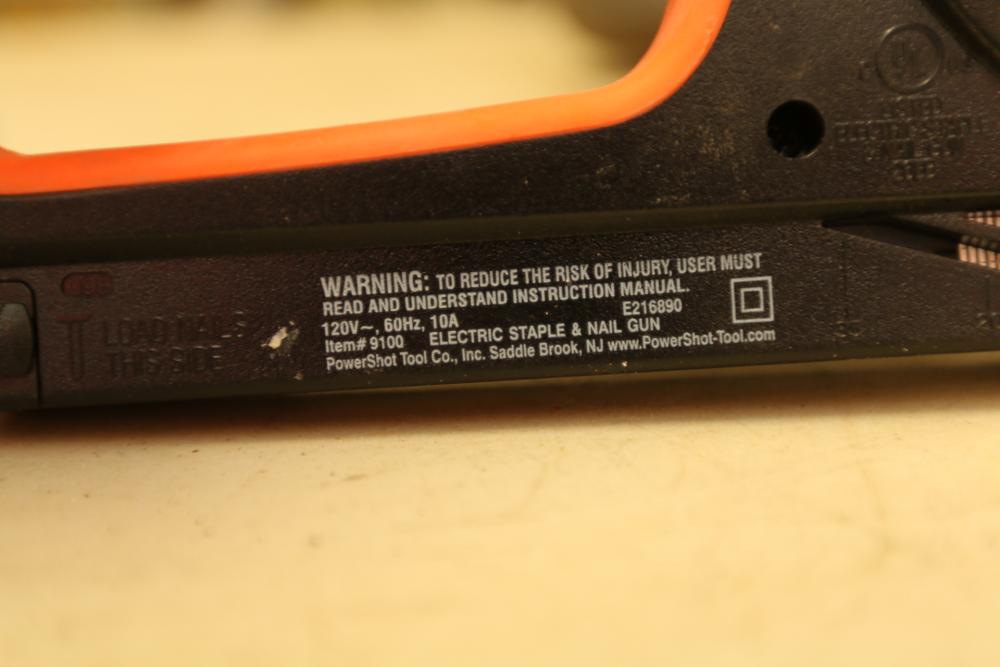 WARNING: TO REDUCE THE RISK OF INJURY, USER MUST
READ AND UNDERSTAND INSTRUCTION MANUAL.
120V~, 60Hz, 10A E216890
Item# 9100 ELECTRIC STAPLE & NAIL GUN
PowerShot Tool Co., Inc. Saddle Brook, NJ www.PowerShot-Tool.com
LOAD NAILS
THIS SIDE
UL
LISTED